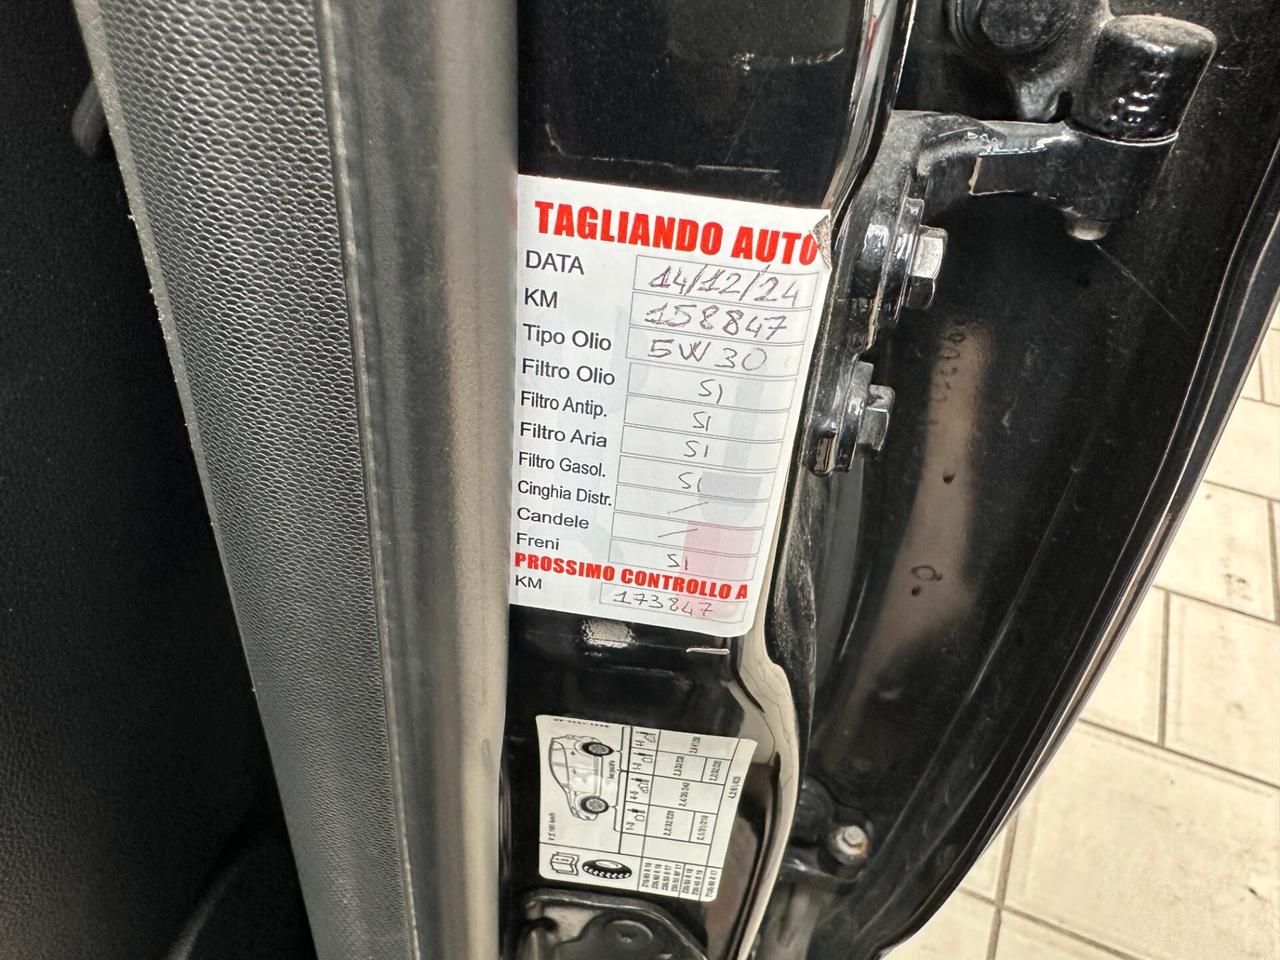 TAGLIANDO AUTO
DATA 14/12/24
KM 158847
Tipo Olio 5W30
Filtro Olio SI
Filtro Antip. SI
Filtro Aria SI
Filtro Gasol. SI
Cinghia Distr. /
Candele /
Freni SI
PROSSIMO CONTROLLO A
KM 173847